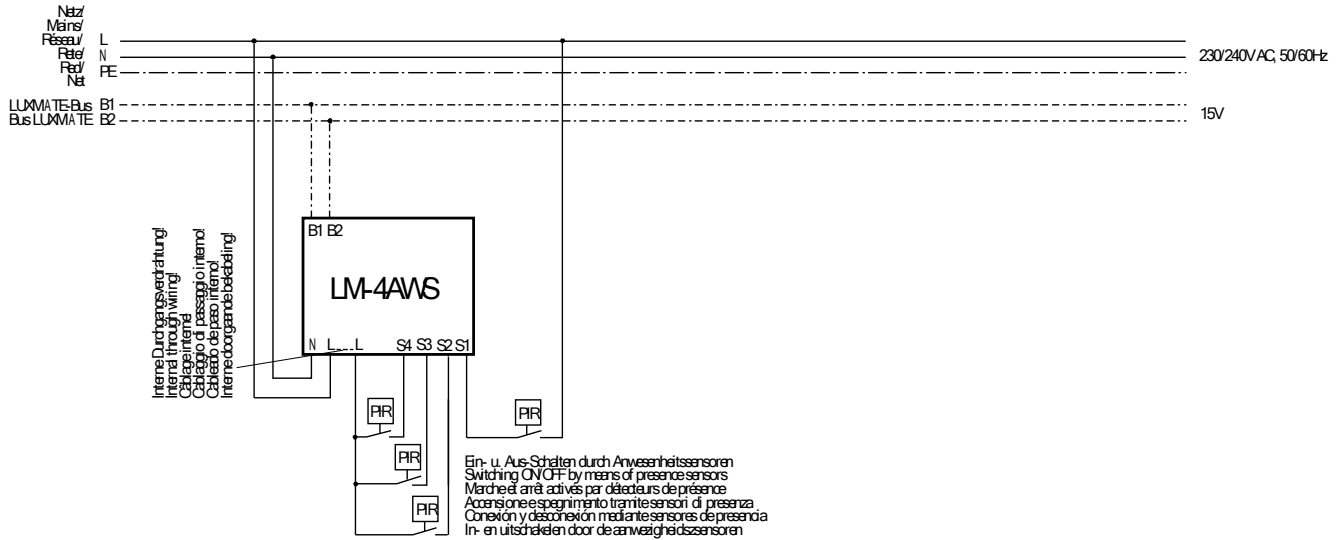 Netz/
Mains/
Réseau/ L
Rete/ N
Red/ PE
Net
230/240V AC, 50/60Hz
LUXMATE-Bus B1
Bus LUXMATE B2
15V
B1 B2
LM-4AWS
N L....L S4 S3 S2 S1
Interne Durchgangsverdrahtung!
Internal through wiring!
Câblage interne
Cablaggio di passaggio interno!
Cableado de paso interno!
Interne doorgaande bekabeling!
PIR
PIR
PIR
PIR
Ein- u. Aus-Schalten durch Anwesenheitssensoren
Switching ON/OFF by means of presence sensors
Marche et arrêt activés par détecteurs de présence
Accensione e spegnimento tramite sensori di presenza
Conexión y desconexión mediante sensores de presencia
In- en uitschakelen door de aanwezigheidszsensoren